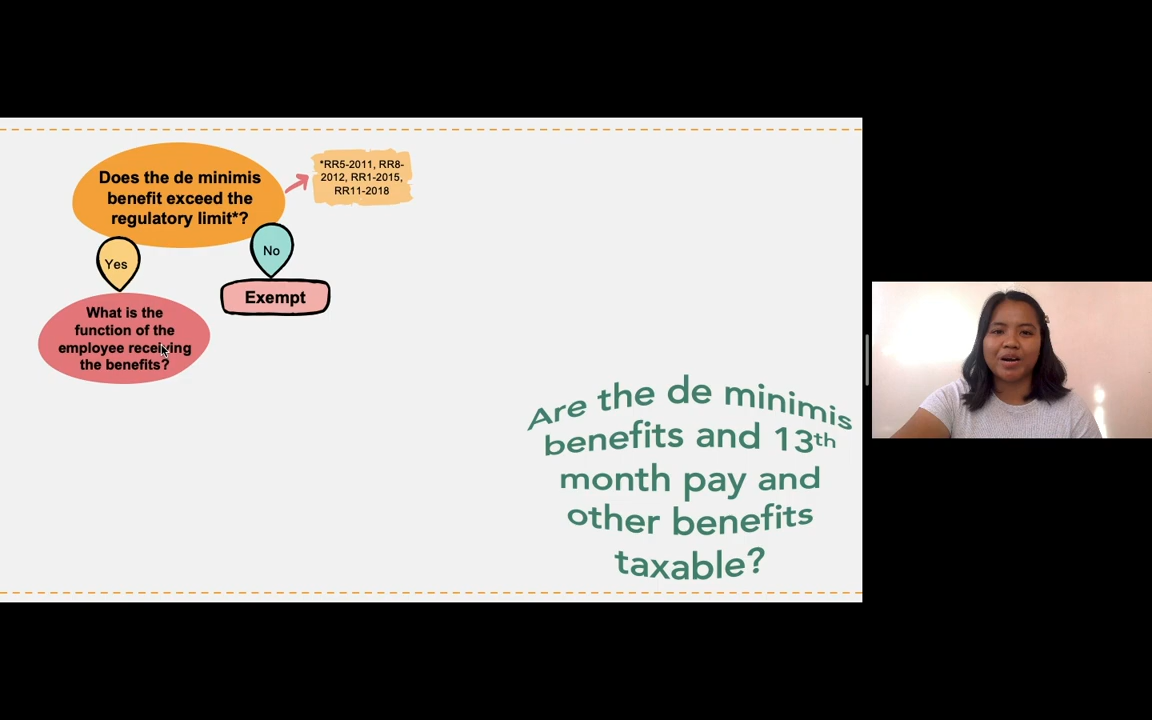 Does the de minimis
benefit exceed the
regulatory limit*?
*RR5-2011, RR8-
2012, RR1-2015,
RR11-2018
Yes
No
Exempt
What is the
function of the
employee receiving
the benefits?
Are the de minimis
benefits and 13th
month pay and
other benefits
taxable?